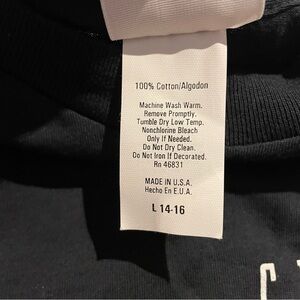 100% Cotton/Algodon
Machine Wash Warm.
Remove Promptly.
Tumble Dry Low Temp.
Nonchlorine Bleach
Only If Needed.
Do Not Dry Clean.
Do Not Iron If Decorated.
Rn 46831
MADE IN U.S.A.
Hecho En E.U.A.
L 14-16